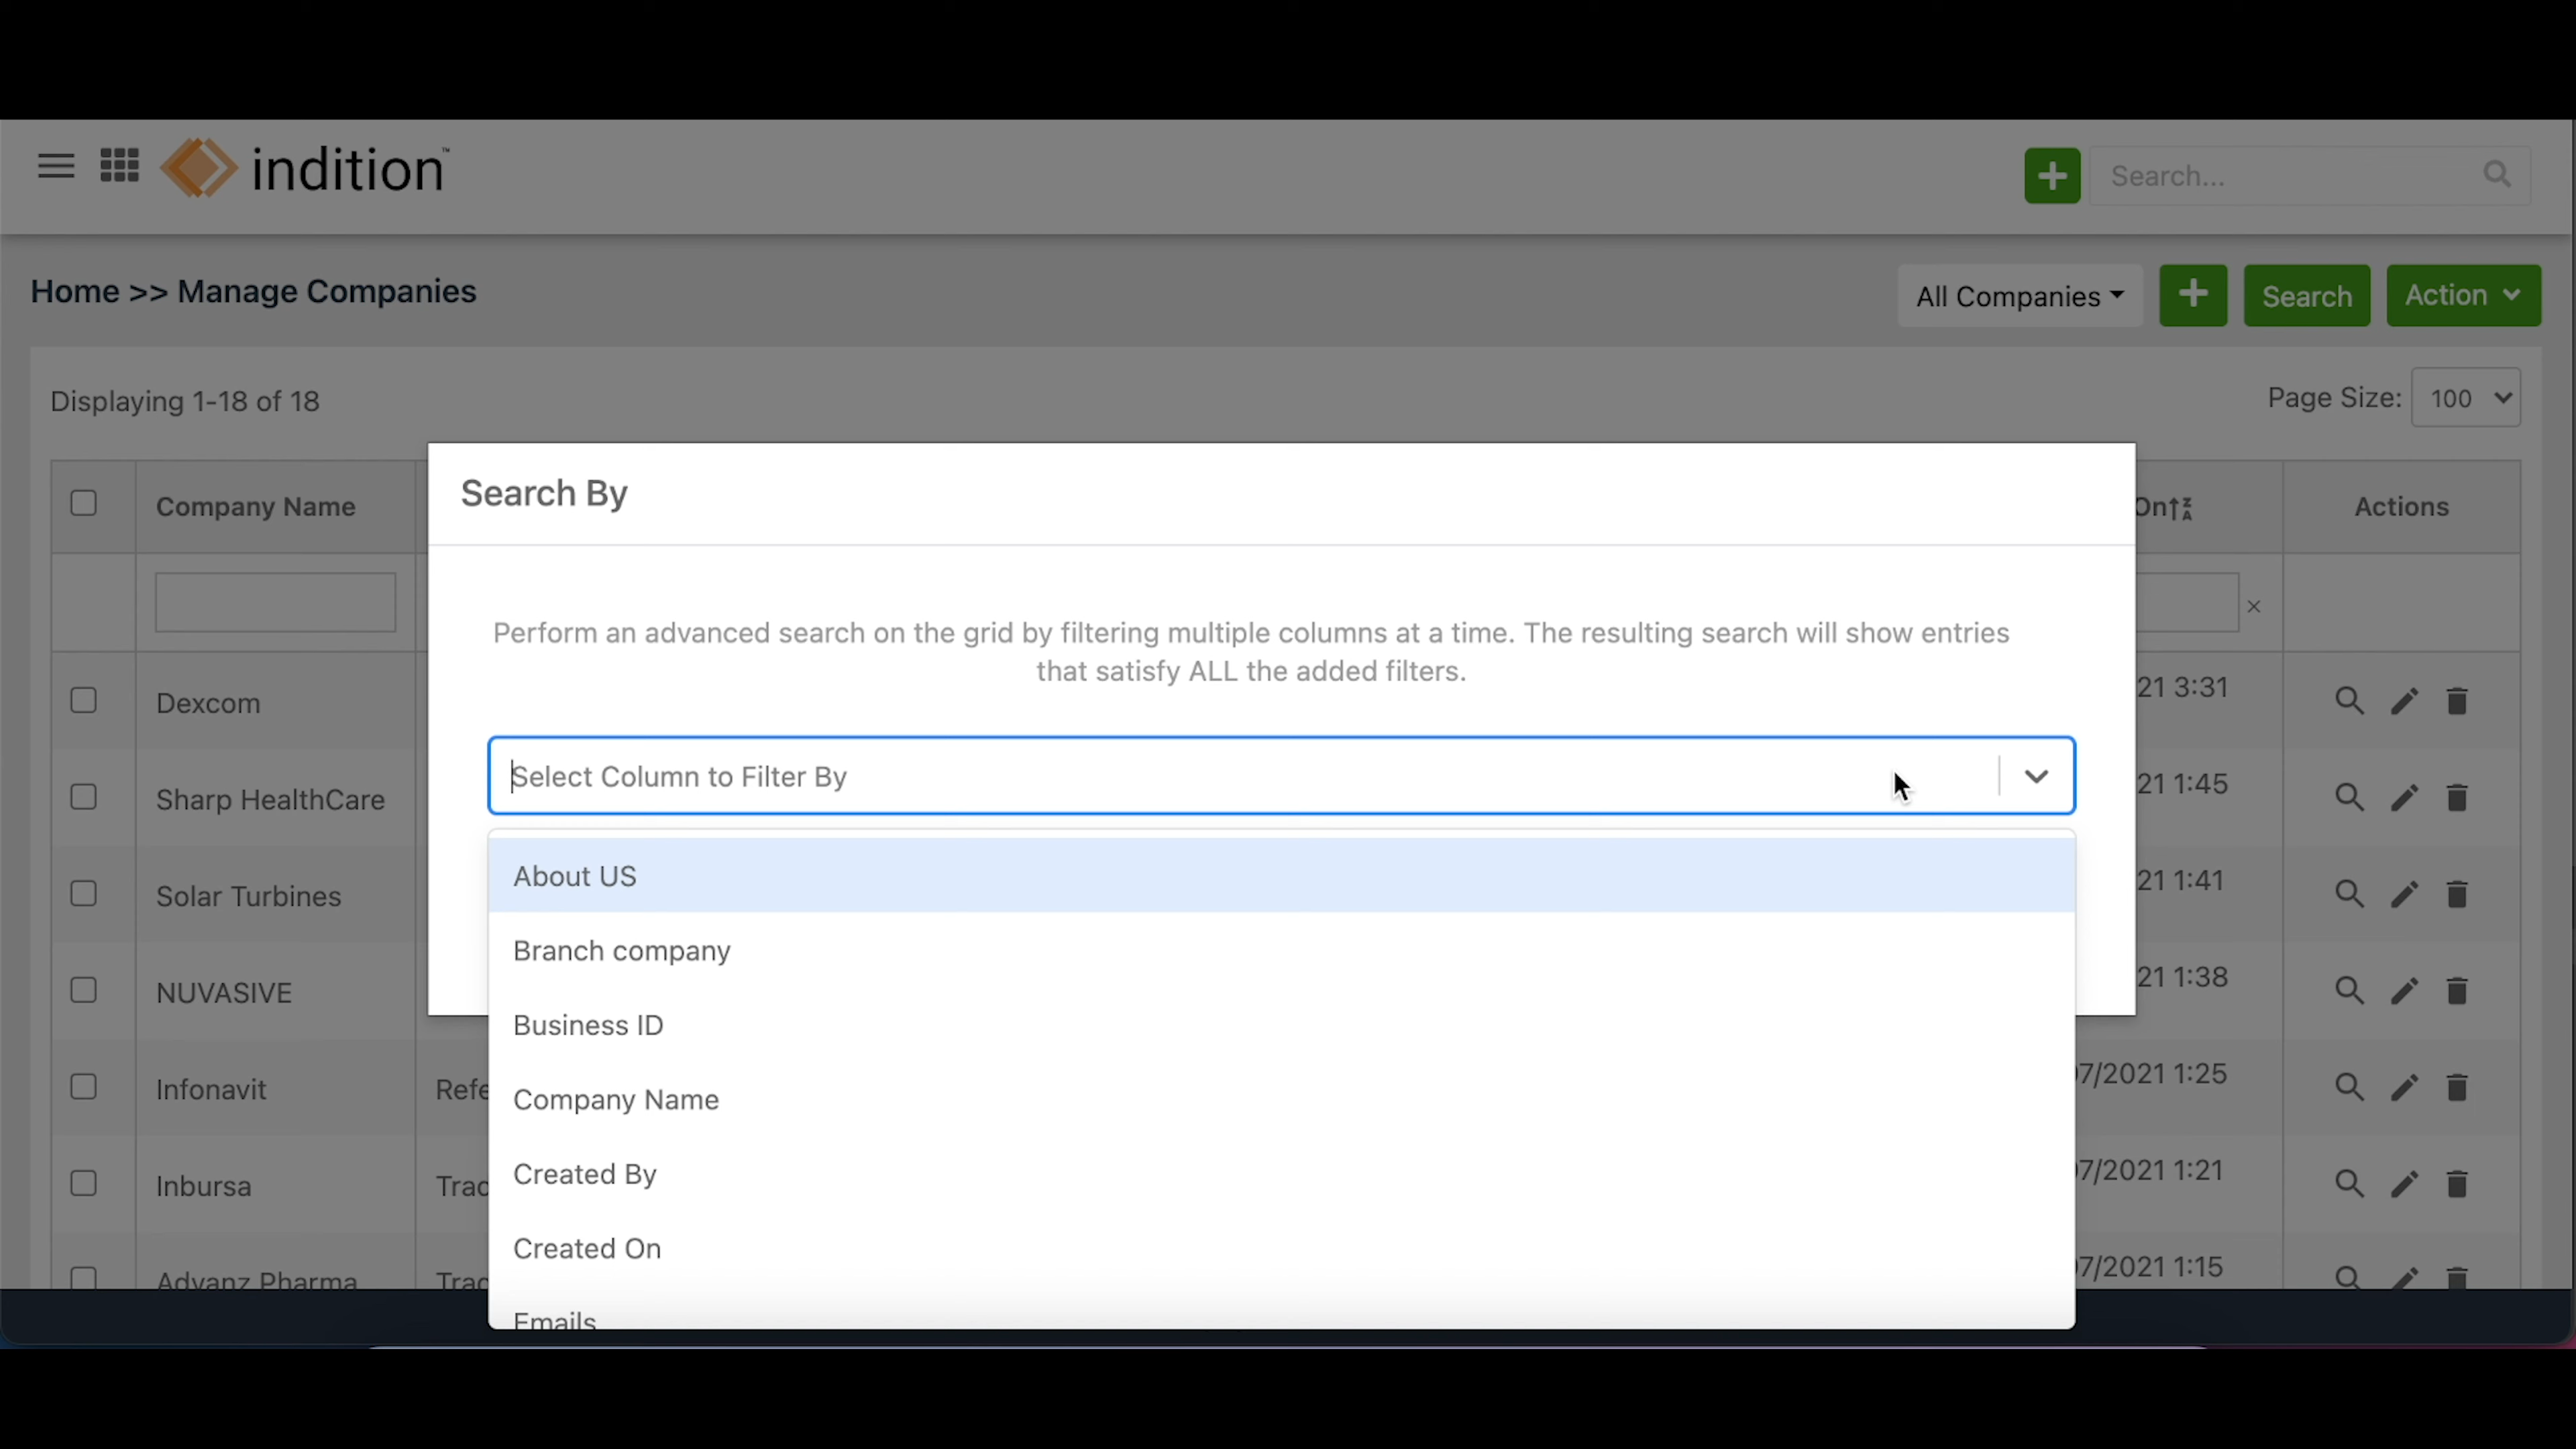 indition™
Search...
Home >> Manage Companies
All Companies
Search
Action
Displaying 1-18 of 18
Page Size: 100
Company Name
On
Actions
Search By
Perform an advanced search on the grid by filtering multiple columns at a time. The resulting search will show entries
that satisfy ALL the added filters.
Select Column to Filter By
About US
Branch company
Business ID
Company Name
Created By
Created On
Emails
Dexcom
21 3:31
Sharp HealthCare
21 1:45
Solar Turbines
21 1:41
NUVASIVE
21 1:38
Infonavit
Refe
7/2021 1:25
Inbursa
Trac
7/2021 1:21
Advanz Pharma
Trac
7/2021 1:15